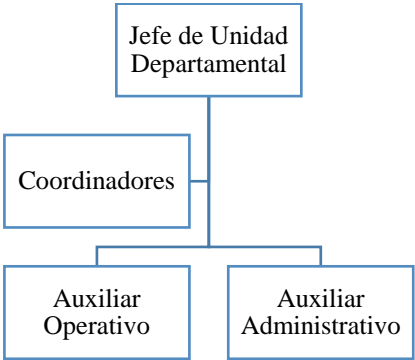 Jefe de Unidad
Departamental
Coordinadores
Auxiliar
Operativo
Auxiliar
Administrativo